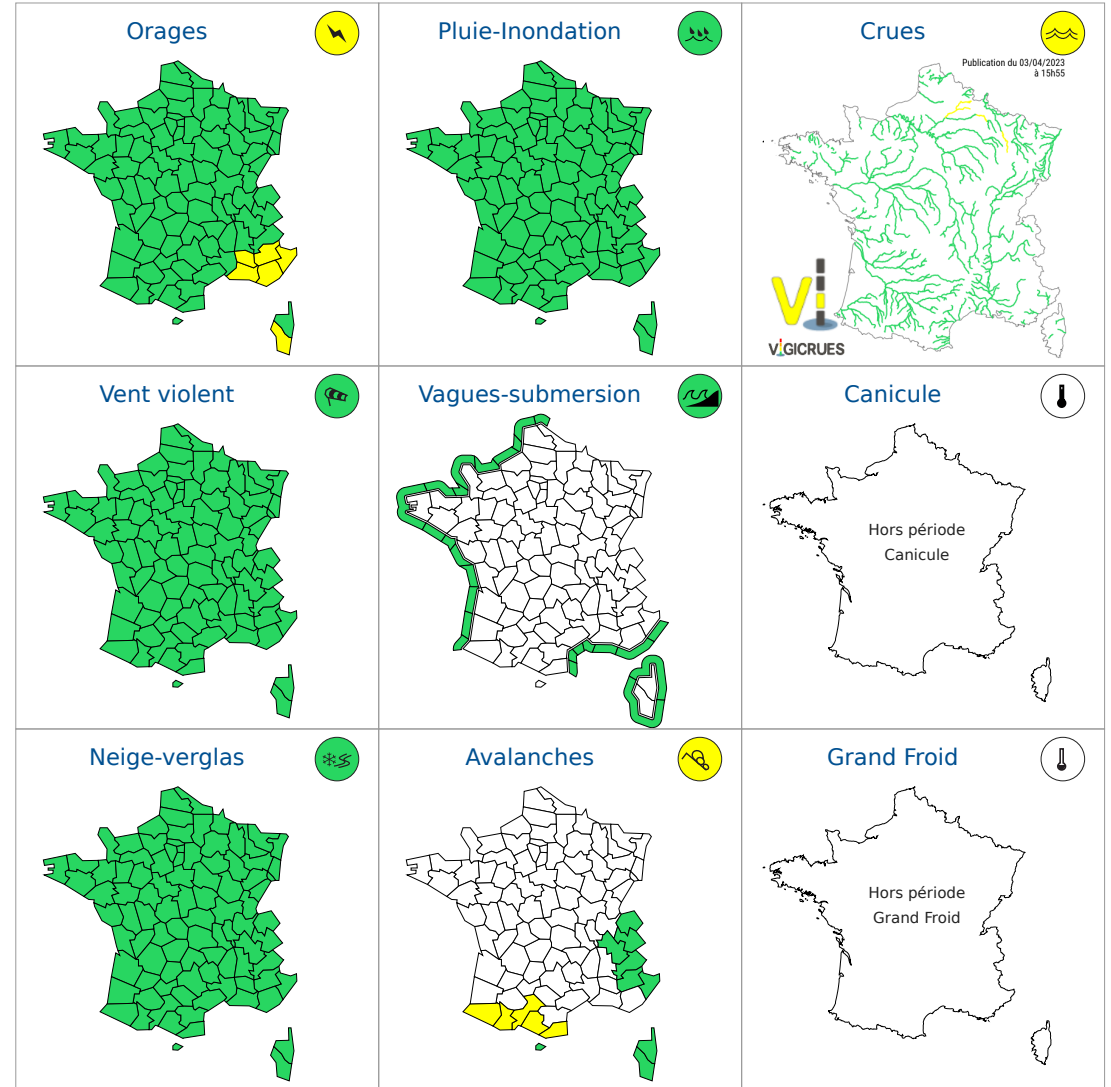 Orages
Pluie-Inondation
Crues
Publication du 03/04/2023
à 15h55
Vi
VIGICRUES
Vent violent
Vagues-submersion
Canicule
Hors période
Canicule
Neige-verglas
Avalanches
Grand Froid
Hors période
Grand Froid